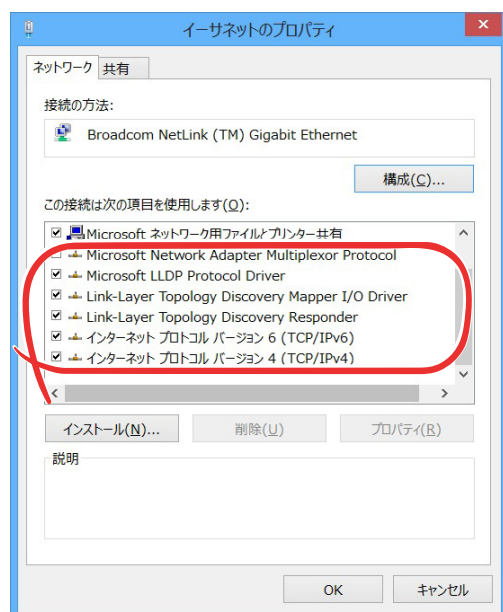 イーサネットのプロパティ
ネットワーク 共有
接続の方法:
Broadcom NetLink (TM) Gigabit Ethernet
構成(C)...
この接続は次の項目を使用します(O):
Microsoft ネットワーク用ファイルとプリンター共有
Microsoft Network Adapter Multiplexor Protocol
Microsoft LLDP Protocol Driver
Link-Layer Topology Discovery Mapper I/O Driver
Link-Layer Topology Discovery Responder
インターネット プロトコル バージョン 6 (TCP/IPv6)
インターネット プロトコル バージョン 4 (TCP/IPv4)
インストール(N)... 削除(U) プロパティ(R)
説明
OK キャンセル